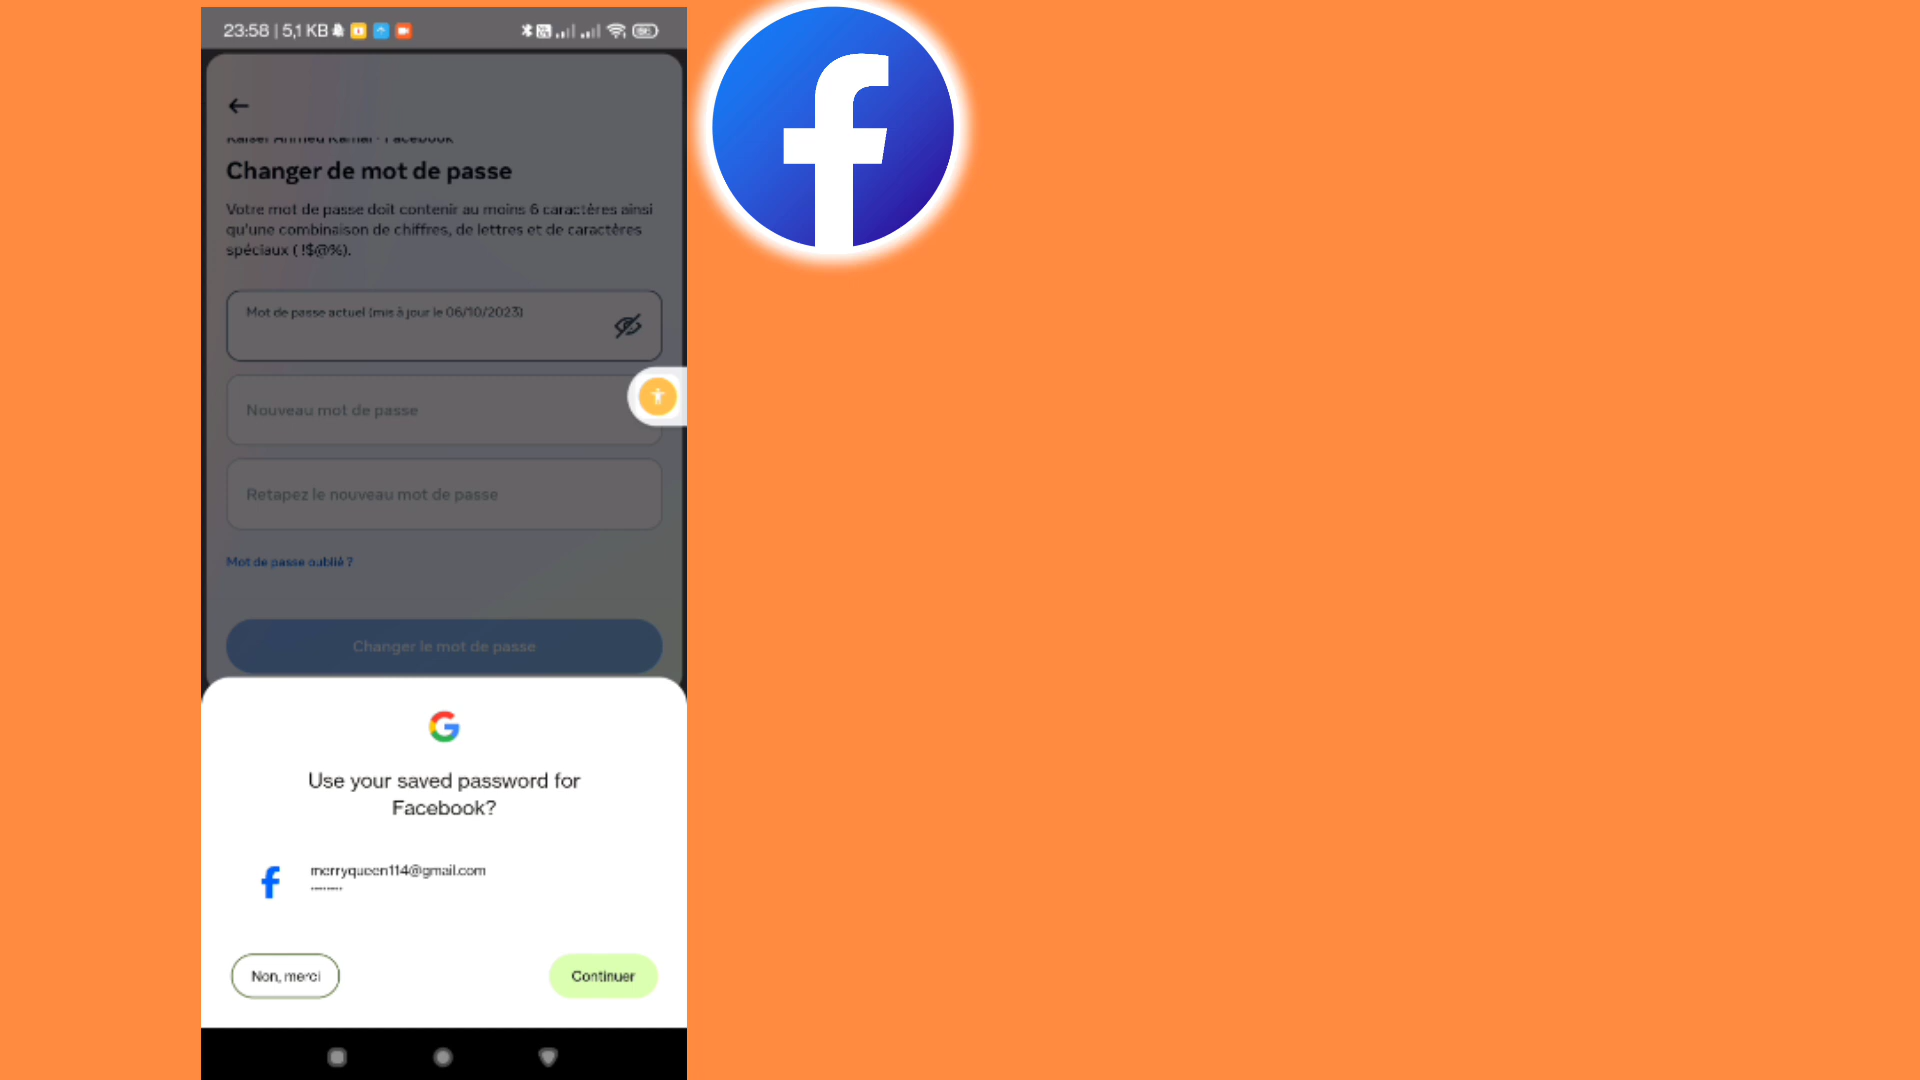 23:58 | 5,1 KB
Changer de mot de passe
Votre mot de passe doit contenir au moins 6 caractères ainsi
qu'une combinaison de chiffres, de lettres et de caractères
spéciaux ( !$@%).
Mot de passe actuel (mis à jour le 06/10/2023)
Nouveau mot de passe
Retapez le nouveau mot de passe
Mot de passe oublié ?
Changer le mot de passe
Use your saved password for
Facebook?
merryqueen114@gmail.com
Non, merci
Continuer